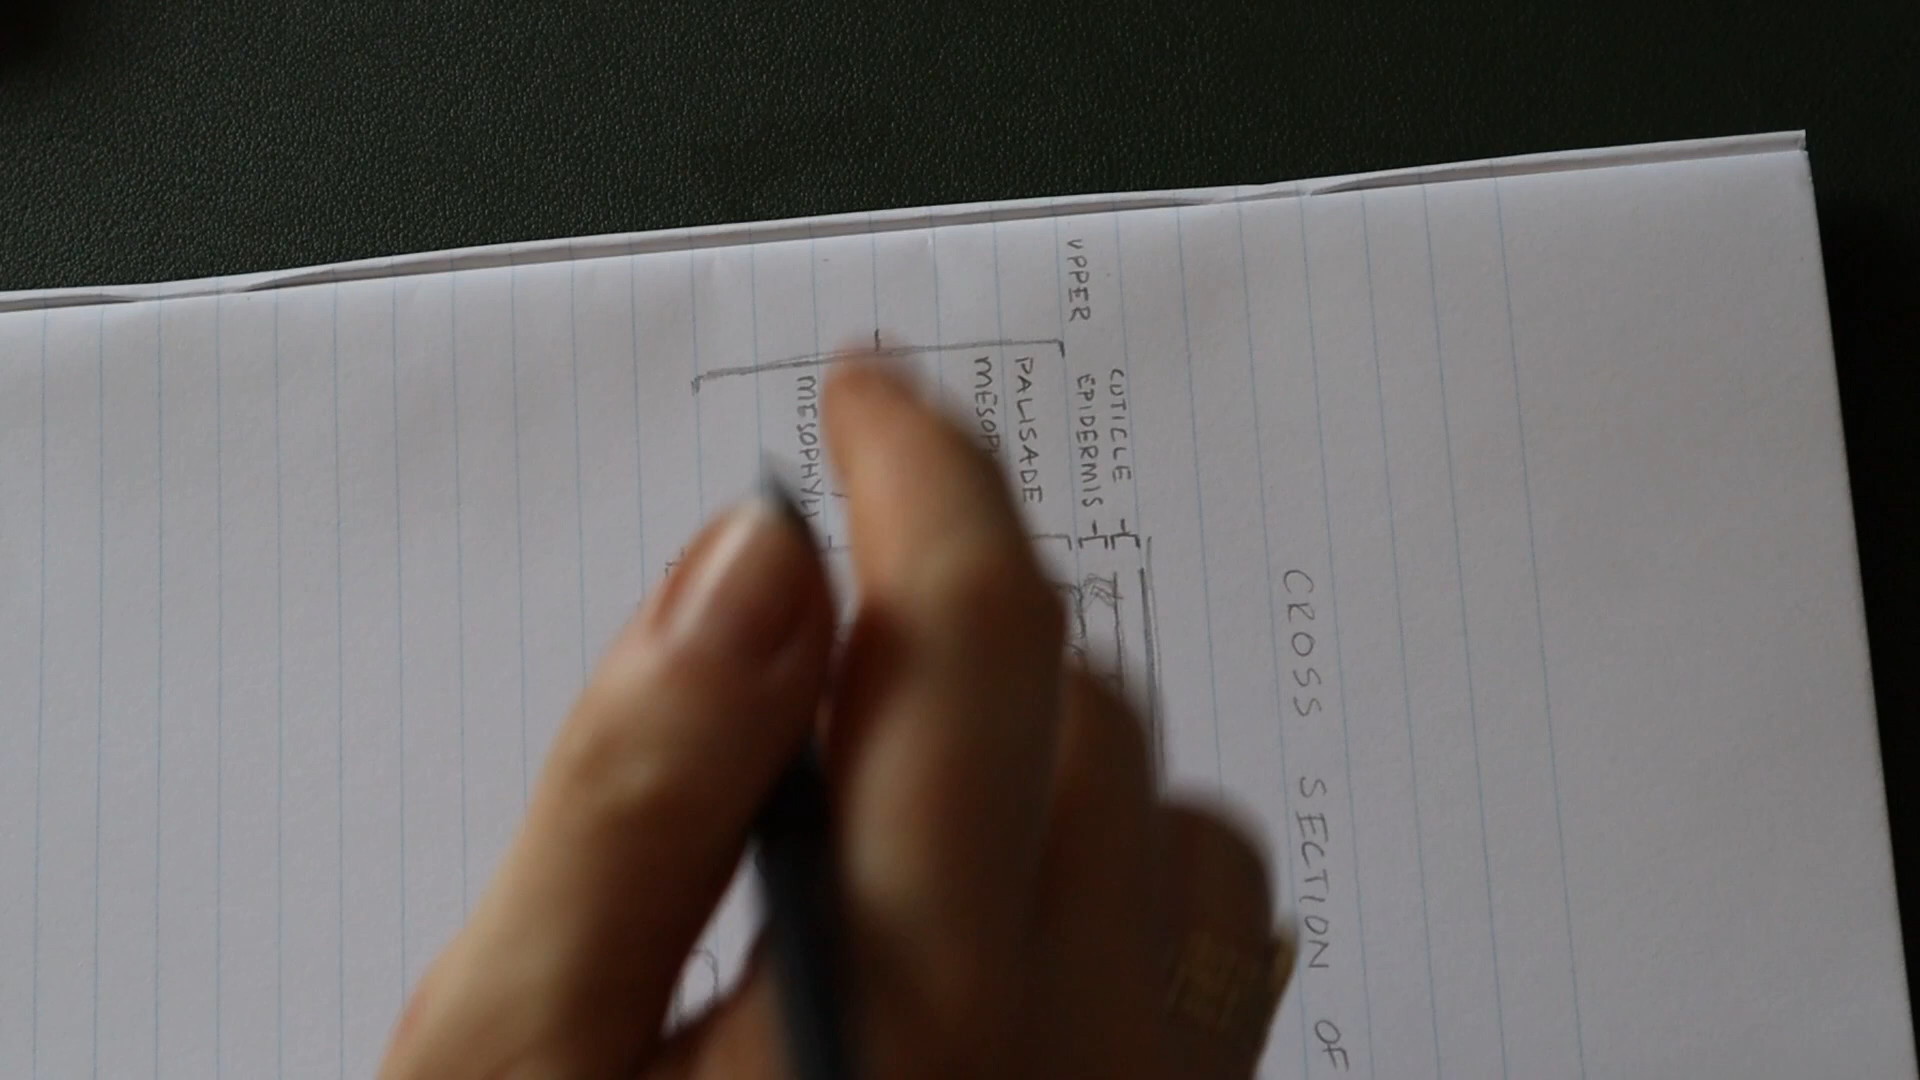 CROSS SECTION OF
CUTICLE
UPPER EPIDERMIS
PALISADE
MESOPHYLL